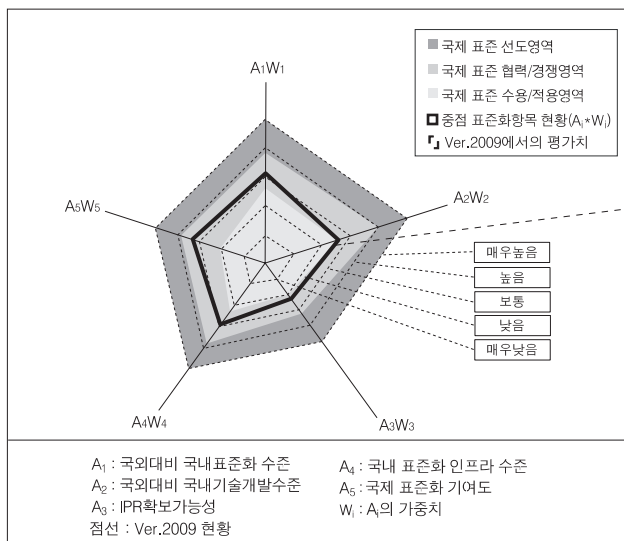 국제 표준 선도영역
국제 표준 협력/경쟁영역
국제 표준 수용/적용영역
중점 표준화항목 현황(Ai*Wi)
Ver.2009에서의 평가치
A1W1
A2W2
A5W5
매우높음
높음
보통
낮음
매우낮음
A4W4
A3W3
A1 : 국외대비 국내표준화 수준
A2 : 국외대비 국내기술개발수준
A3 : IPR확보가능성
점선 : Ver.2009 현황
A4 : 국내 표준화 인프라 수준
A5 : 국제 표준화 기여도
Wi : Ai의 가중치